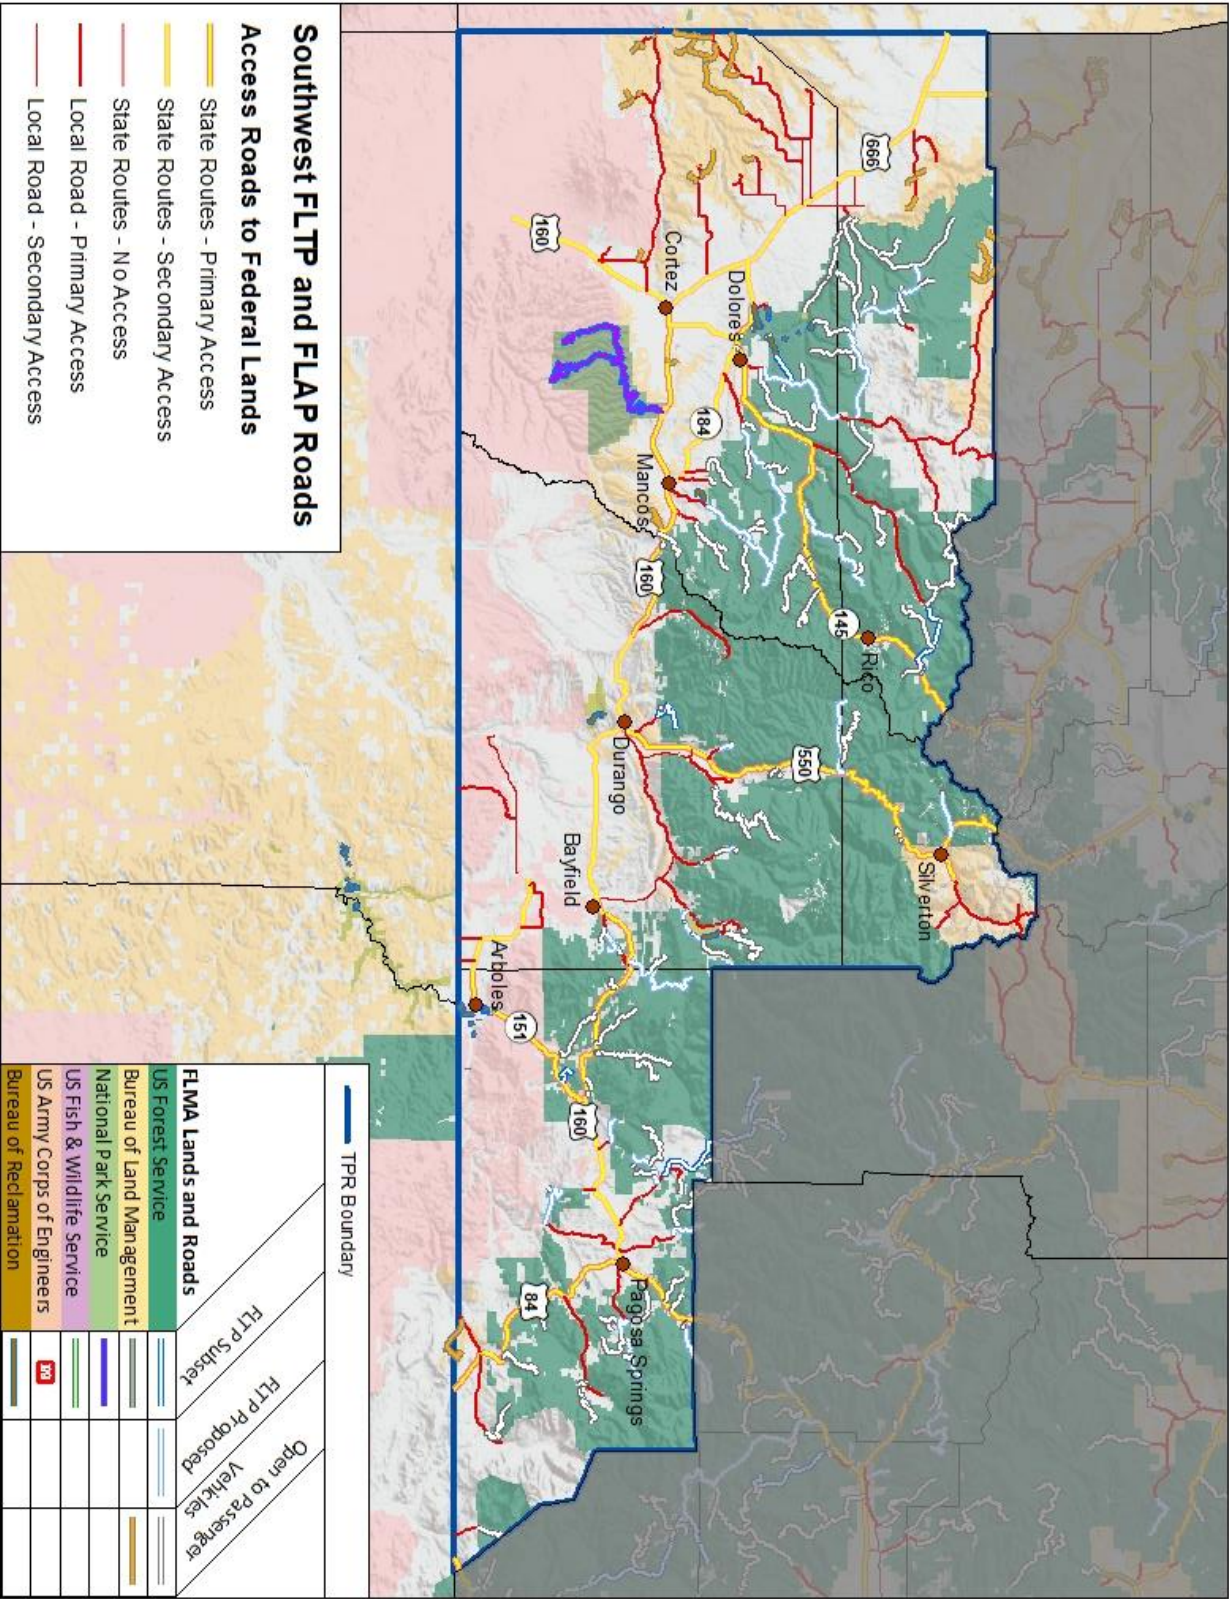 Southwest FLTP and FLAP Roads
Access Roads to Federal Lands
State Routes - Primary Access
State Routes - Secondary Access
State Routes - No Access
Local Road - Primary Access
Local Road - Secondary Access
666
160
Cortez
Dolores
184
Mancos
160
145
Rico
550
Durango
Silverton
Bayfield
Arboles
151
160
84
Pagosa Springs
TPR Boundary
FLMA Lands and Roads
FLTP Subset
FLTP Proposed
Open to Passenger
Vehicles
US Forest Service
Bureau of Land Management
National Park Service
US Fish & Wildlife Service
US Army Corps of Engineers
Bureau of Reclamation